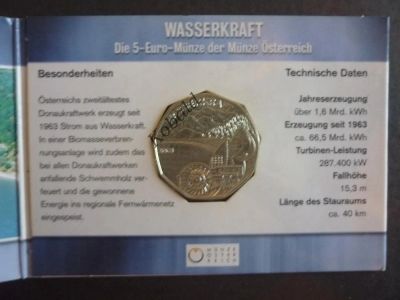 WASSERKRAFT
Die 5-Euro-Münze der Münze Österreich
Besonderheiten
Österreichs zweitältestes
Donaukraftwerk erzeugt seit
1963 Strom aus Wasserkraft.
In einer Biomasseverbren-
nungsanlage wird zudem das
bei allen Donaukraftwerken
anfallende Schwemmholz ver-
feuert und die gewonnene
Energie ins regionale Fernwärmenetz
eingespeist.
Technische Daten
Jahreserzeugung
über 1,6 Mrd. kWh
Erzeugung seit 1963
ca. 66,5 Mrd. kWh
Turbinen-Leistung
287.400 kW
Fallhöhe
15,3 m
Länge des Stauraums
ca. 40 km
MÜNZE
ÖSTER
REICH